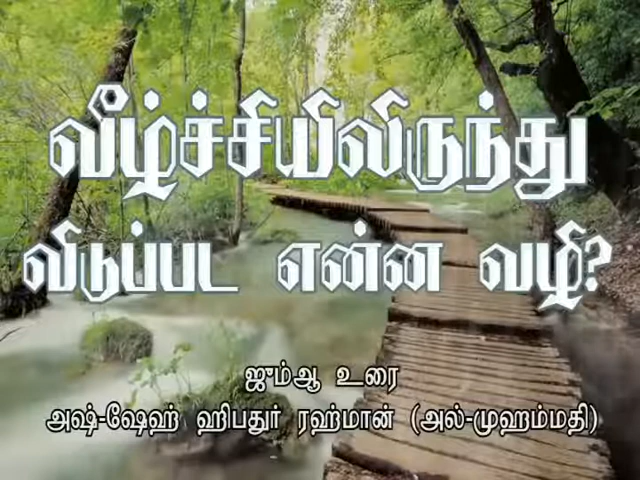 வீழ்ச்சியிலிருந்து
விடுப்பட என்ன வழி?
ஜும்ஆ உரை
அஷ்-ஷேஹ் ஹிபதுர் ரஹ்மான் (அல்-முஹம்மதி)